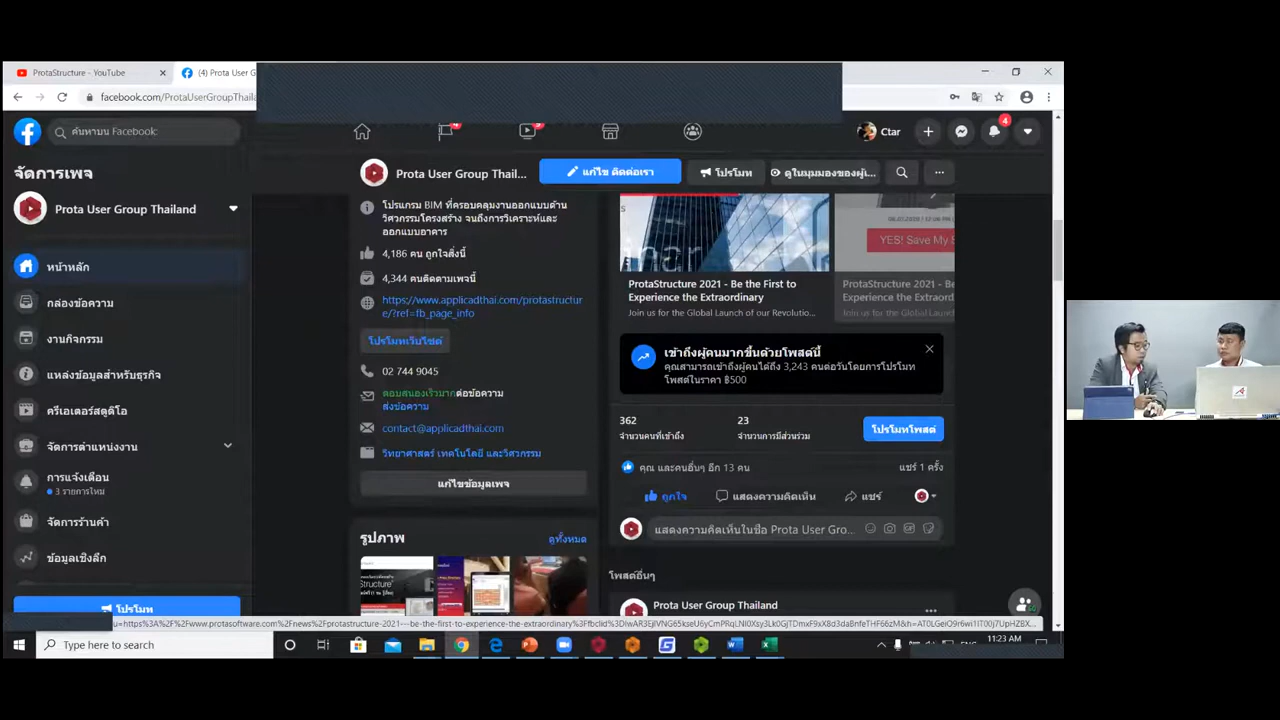 ProtaStructure - YouTube
(4) Prota User G
facebook.com/ProtaUserGroupThaila
ค้นหาบน Facebook
4
Ctar
4
จัดการเพจ
Prota User Group Thailand
หน้าหลัก
กล่องข้อความ
งานกิจกรรม
แหล่งข้อมูลสำหรับธุรกิจ
ครีเอเตอร์สตูดิโอ
จัดการตำแหน่งงาน
การแจ้งเตือน
3 รายการใหม่
จัดการร้านค้า
ข้อมูลเชิงลึก
โปรโมท
Prota User Group Thail...
แก้ไข ติดต่อเรา
โปรโมท
ดูในมุมมองของผู้เ...
โปรแกรม BIM ที่ครอบคลุมงานออกแบบด้าน
วิศวกรรมโครงสร้าง จนถึงการวิเคราะห์และ
ออกแบบอาคาร
4,186 คน ถูกใจสิ่งนี้
4,344 คนติดตามเพจนี้
https://www.applicadthai.com/protastructur
e/?ref=fb_page_info
โปรโมทเว็บไซต์
02 744 9045
ตอบสนองเร็วมากต่อข้อความ
ส่งข้อความ
contact@applicadthai.com
วิทยาศาสตร์ เทคโนโลยี และวิศวกรรม
แก้ไขข้อมูลเพจ
รูปภาพ
ดูทั้งหมด
YES! Save My S
ProtaStructure 2021 - Be the First to
Experience the Extraordinary
Join us for the Global Launch of our Revolutio...
ProtaStructure 2021 - B
Experience the Extraord
Join us for the Global Laun
เข้าถึงผู้คนมากขึ้นด้วยโพสต์นี้
คุณสามารถเข้าถึงผู้คนได้ถึง 3,243 คนต่อวันโดยการโปรโมท
โพสต์ในราคา ฿500
362
จำนวนคนที่เข้าถึง
23
จำนวนการมีส่วนร่วม
โปรโมทโพสต์
คุณ และคนอื่นๆ อีก 13 คน
แชร์ 1 ครั้ง
ถูกใจ
แสดงความคิดเห็น
แชร์
แสดงความคิดเห็นในชื่อ Prota User Gro...
GIF
โพสต์อื่นๆ
Prota User Group Thailand
Type here to search
11:23 AM